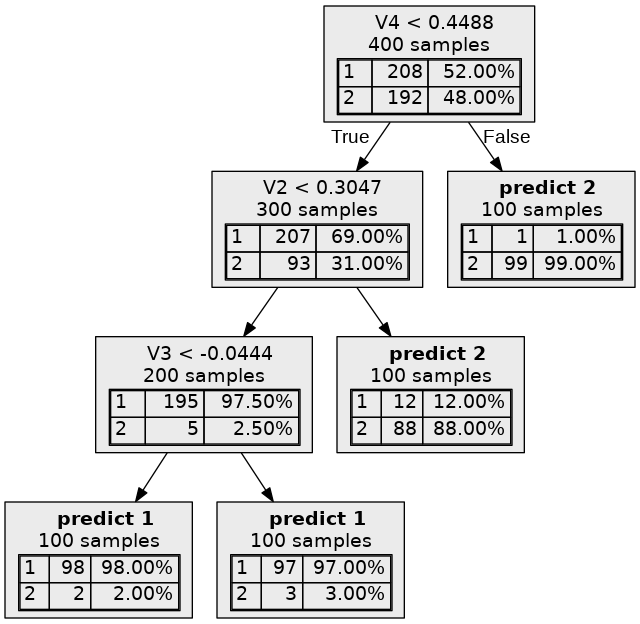 V4 < 0.4488
400 samples
1 208 52.00%
2 192 48.00%
True
False
V2 < 0.3047
300 samples
1 207 69.00%
2 93 31.00%
predict 2
100 samples
1 1 1.00%
2 99 99.00%
V3 < -0.0444
200 samples
1 195 97.50%
2 5 2.50%
predict 2
100 samples
1 12 12.00%
2 88 88.00%
predict 1
100 samples
1 98 98.00%
2 2 2.00%
predict 1
100 samples
1 97 97.00%
2 3 3.00%